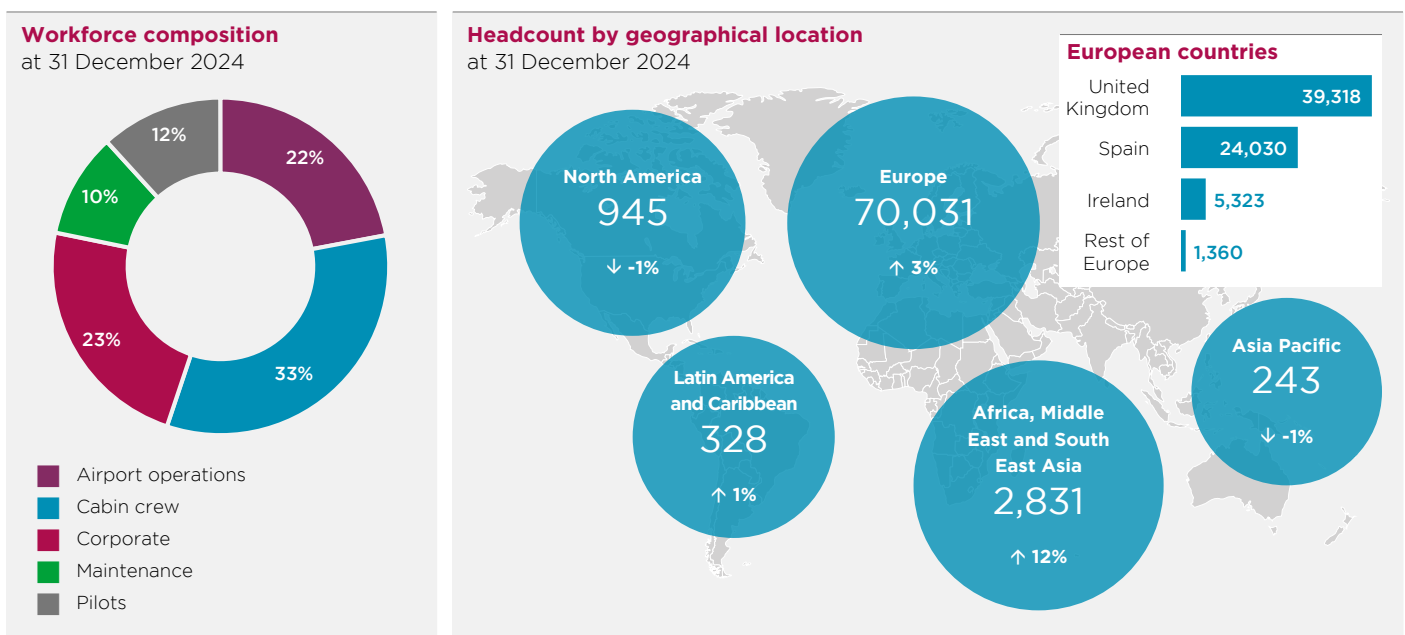 Workforce composition
at 31 December 2024
12%
22%
10%
23%
33%
Airport operations
Cabin crew
Corporate
Maintenance
Pilots
Headcount by geographical location
at 31 December 2024
North America
945
↓ -1%
Europe
70,031
↑ 3%
Latin America
and Caribbean
328
↑ 1%
Africa, Middle
East and South
East Asia
2,831
↑ 12%
Asia Pacific
243
↓ -1%
European countries
United
Kingdom
39,318
Spain
24,030
Ireland
5,323
Rest of
Europe
1,360